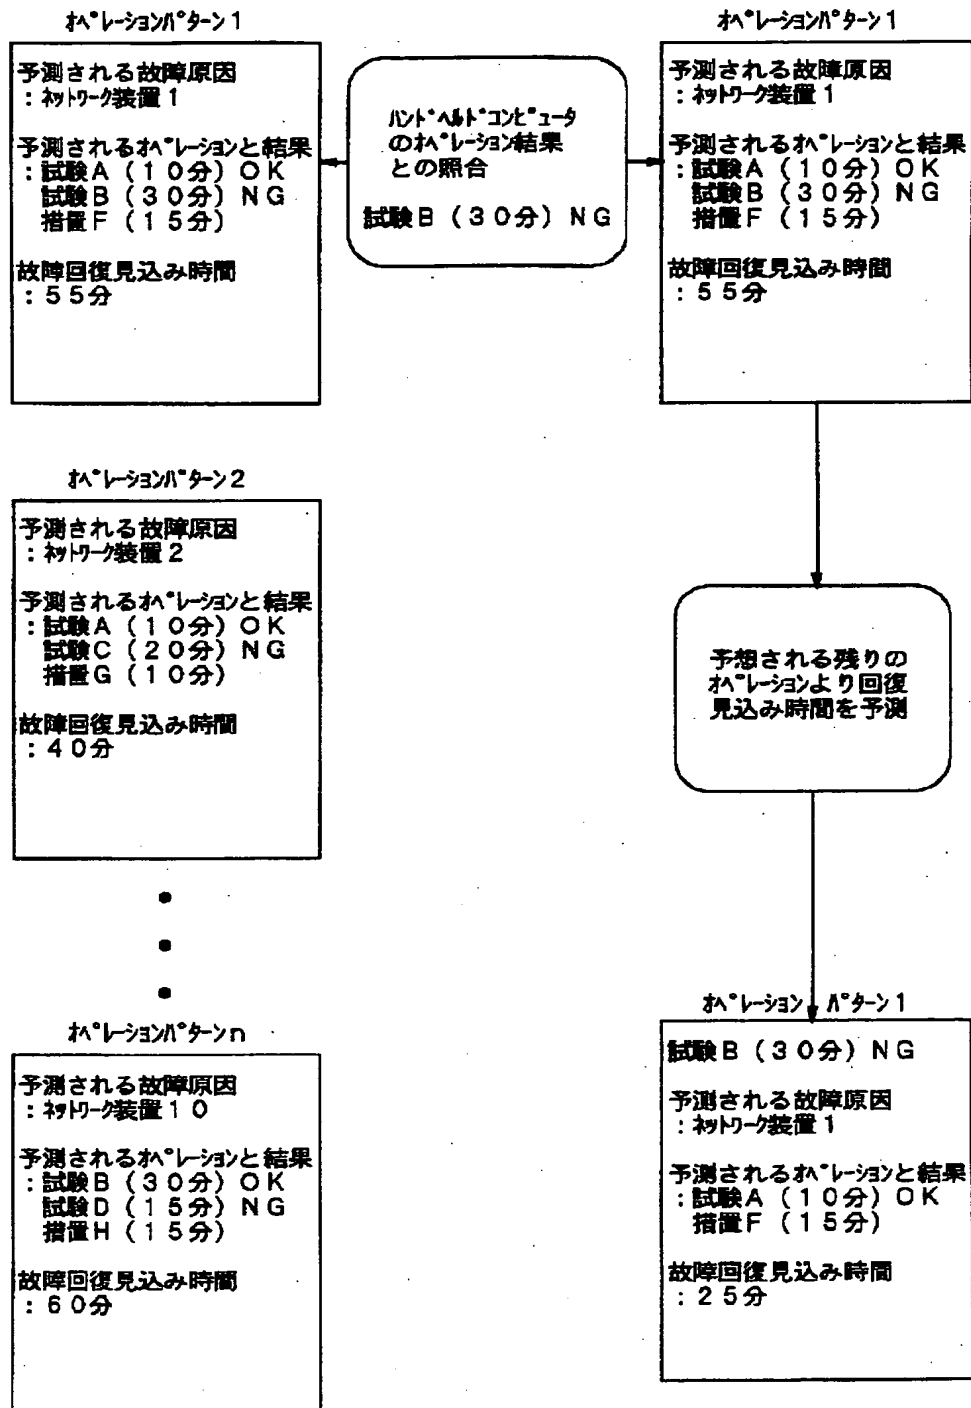 オペレーションパターン1
予測される故障原因
:ネットワーク装置1
予測されるオペレーションと結果
:試験A(10分)OK
試験B(30分)NG
措置F(15分)
故障回復見込み時間
:55分
ハンドヘルドコンピュータ
のオペレーション結果
との照合
試験B(30分)NG
オペレーションパターン1
予測される故障原因
:ネットワーク装置1
予測されるオペレーションと結果
:試験A(10分)OK
試験B(30分)NG
措置F(15分)
故障回復見込み時間
:55分
オペレーションパターン2
予測される故障原因
:ネットワーク装置2
予測されるオペレーションと結果
:試験A(10分)OK
試験C(20分)NG
措置G(10分)
故障回復見込み時間
:40分
予想される残りの
オペレーションより回復
見込み時間を予測
オペレーションパターンn
予測される故障原因
:ネットワーク装置10
予測されるオペレーションと結果
:試験B(30分)OK
試験D(15分)NG
措置H(15分)
故障回復見込み時間
:60分
オペレーション パターン1
試験B(30分)NG
予測される故障原因
:ネットワーク装置1
予測されるオペレーションと結果
:試験A(10分)OK
措置F(15分)
故障回復見込み時間
:25分